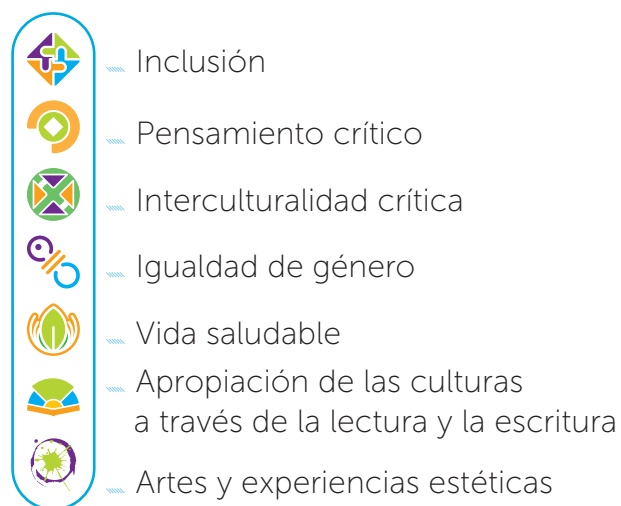 Inclusión
Pensamiento crítico
Interculturalidad crítica
Igualdad de género
Vida saludable
Apropiación de las culturas
a través de la lectura y la escritura
Artes y experiencias estéticas